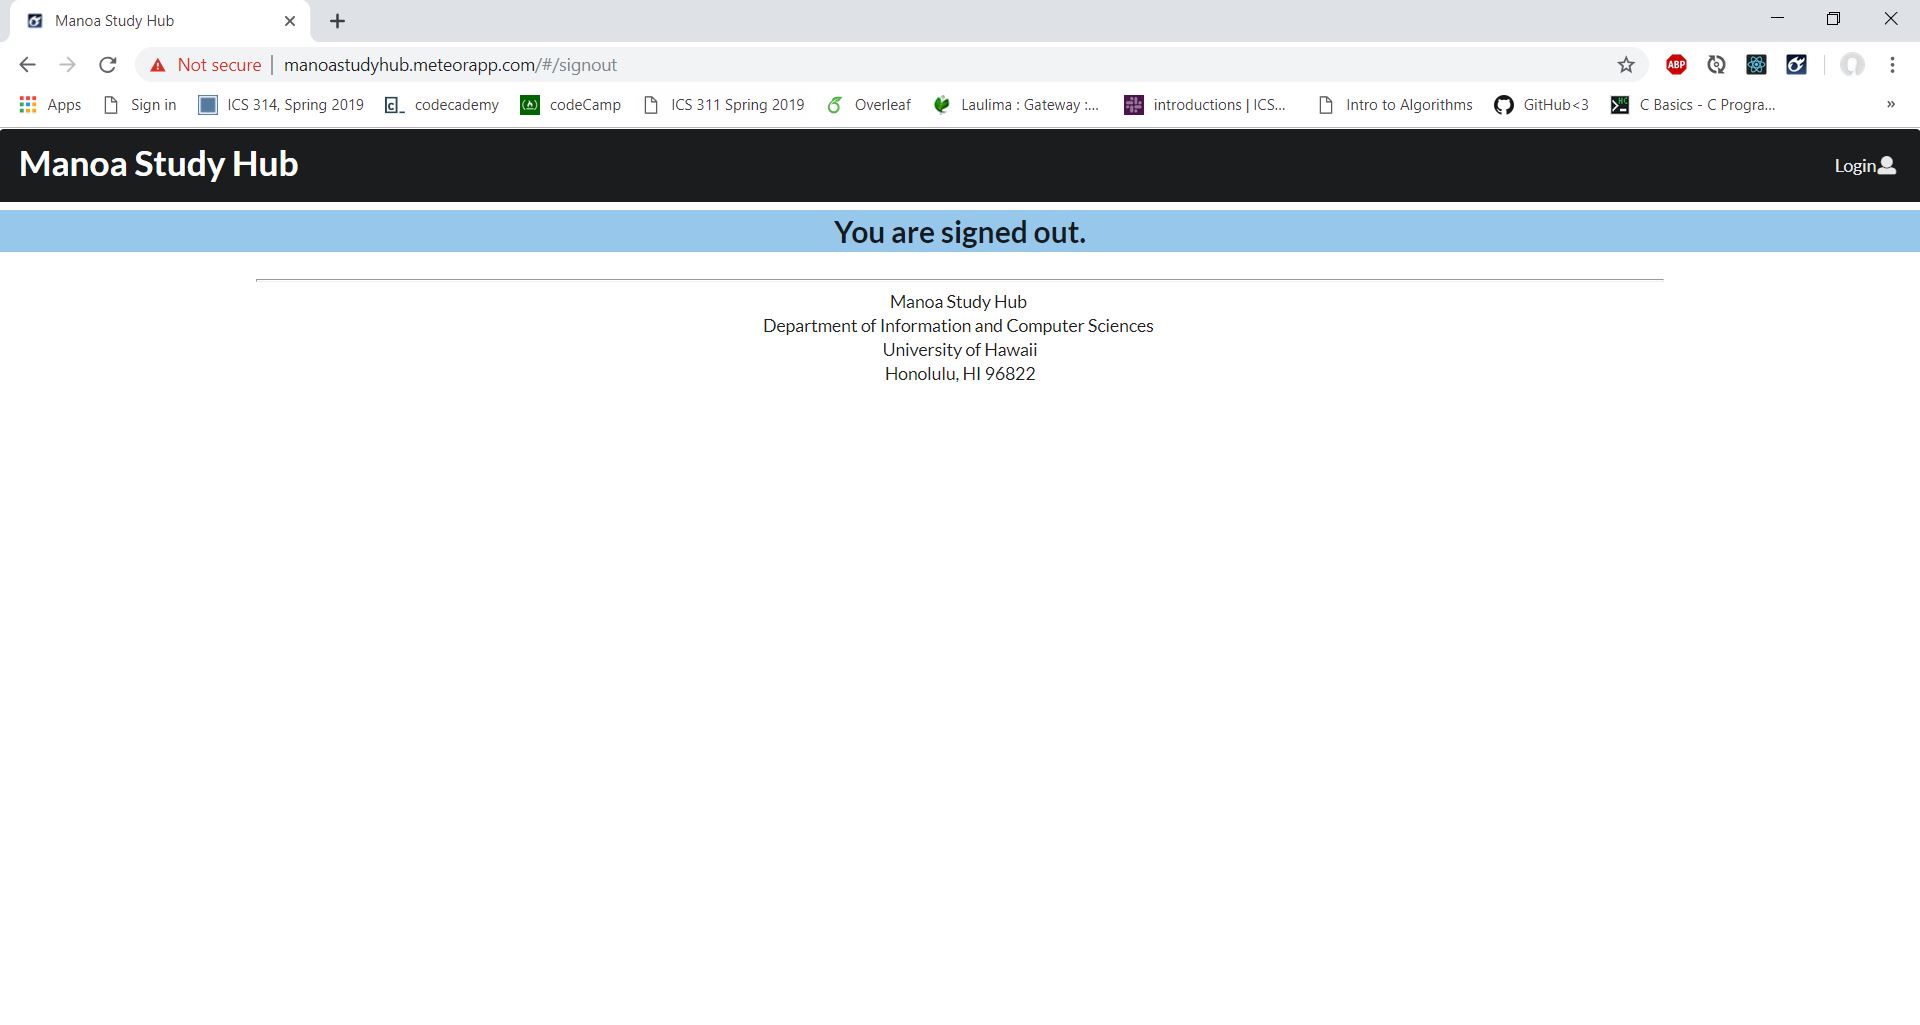 Manoa Study Hub
Not secure | manoastudyhub.meteorapp.com/#/signout
ABP
Apps Sign in ICS 314, Spring 2019 codecademy codeCamp ICS 311 Spring 2019 Overleaf Laulima : Gateway :... introductions | ICS... Intro to Algorithms GitHub<3 C Basics - C Progra... »
Manoa Study Hub Login
You are signed out.
Manoa Study Hub
Department of Information and Computer Sciences
University of Hawaii
Honolulu, HI 96822